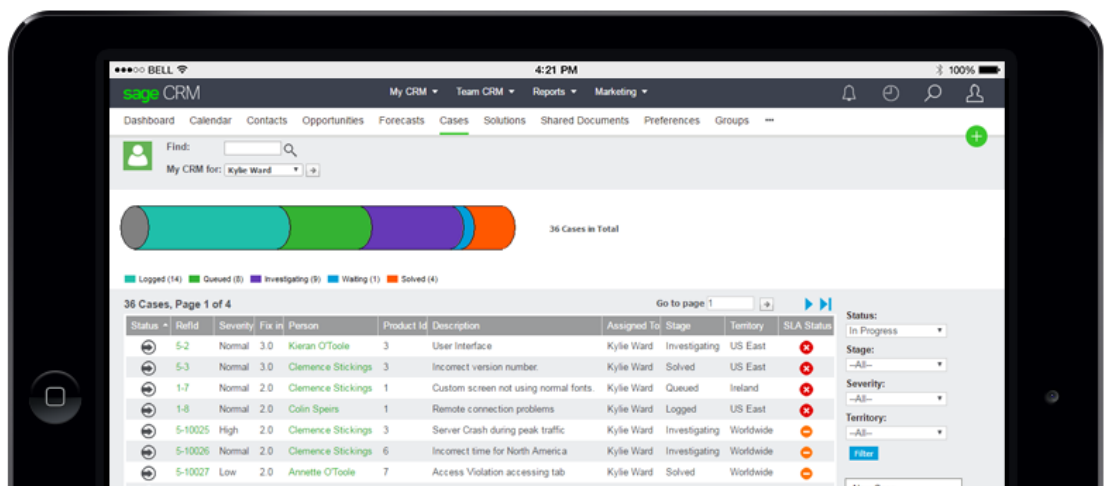 ●●●○○ BELL 4:21 PM 100%
sage CRM My CRM Team CRM Reports Marketing
Dashboard Calendar Contacts Opportunities Forecasts Cases Solutions Shared Documents Preferences Groups •••
Find:
My CRM for: Kylie Ward
36 Cases in Total
Logged (14) Queued (8) Investigating (9) Waiting (1) Solved (4)
36 Cases, Page 1 of 4 Go to page 1
Status RefId Severity Fix in Person Product Id Description Assigned To Stage Territory SLA Status
5-2 Normal 3.0 Kieran O'Toole 3 User Interface Kylie Ward Investigating US East
5-3 Normal 3.0 Clemence Stickings 3 Incorrect version number. Kylie Ward Solved US East
1-7 Normal 2.0 Clemence Stickings 1 Custom screen not using normal fonts. Kylie Ward Queued Ireland
1-8 Normal 2.0 Colin Speirs 1 Remote connection problems Kylie Ward Logged US East
5-10025 High 2.0 Clemence Stickings 3 Server Crash during peak traffic Kylie Ward Investigating Worldwide
5-10026 Normal 2.0 Clemence Stickings 6 Incorrect time for North America Kylie Ward Investigating Worldwide
5-10027 Low 2.0 Annette O'Toole 7 Access Violation accessing tab Kylie Ward Solved Worldwide
Status:
In Progress
Stage:
--All--
Severity:
--All--
Territory:
--All--
Filter